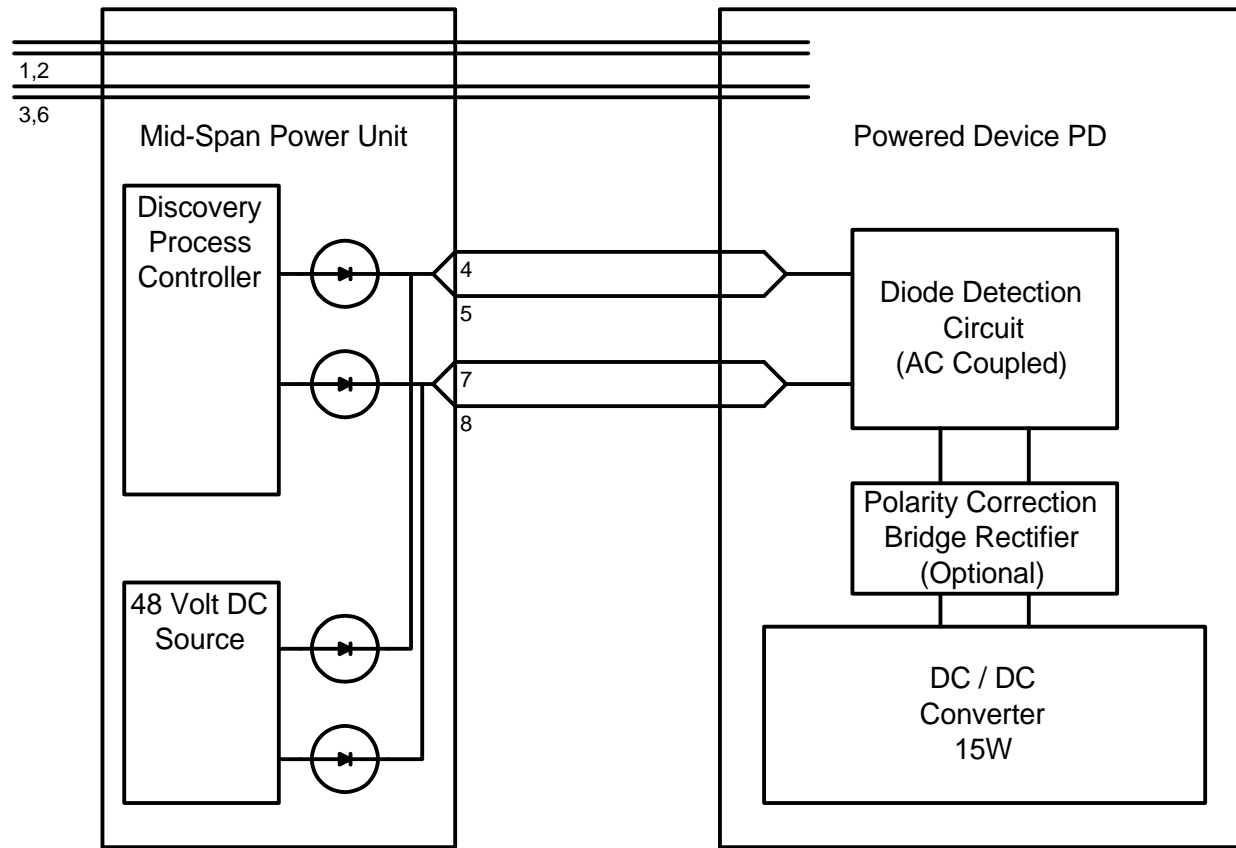 1,2
3,6
Mid-Span Power Unit
Powered Device PD
Discovery
Process
Controller
4
5
7
8
Diode Detection
Circuit
(AC Coupled)
Polarity Correction
Bridge Rectifier
(Optional)
48 Volt DC
Source
DC / DC
Converter
15W